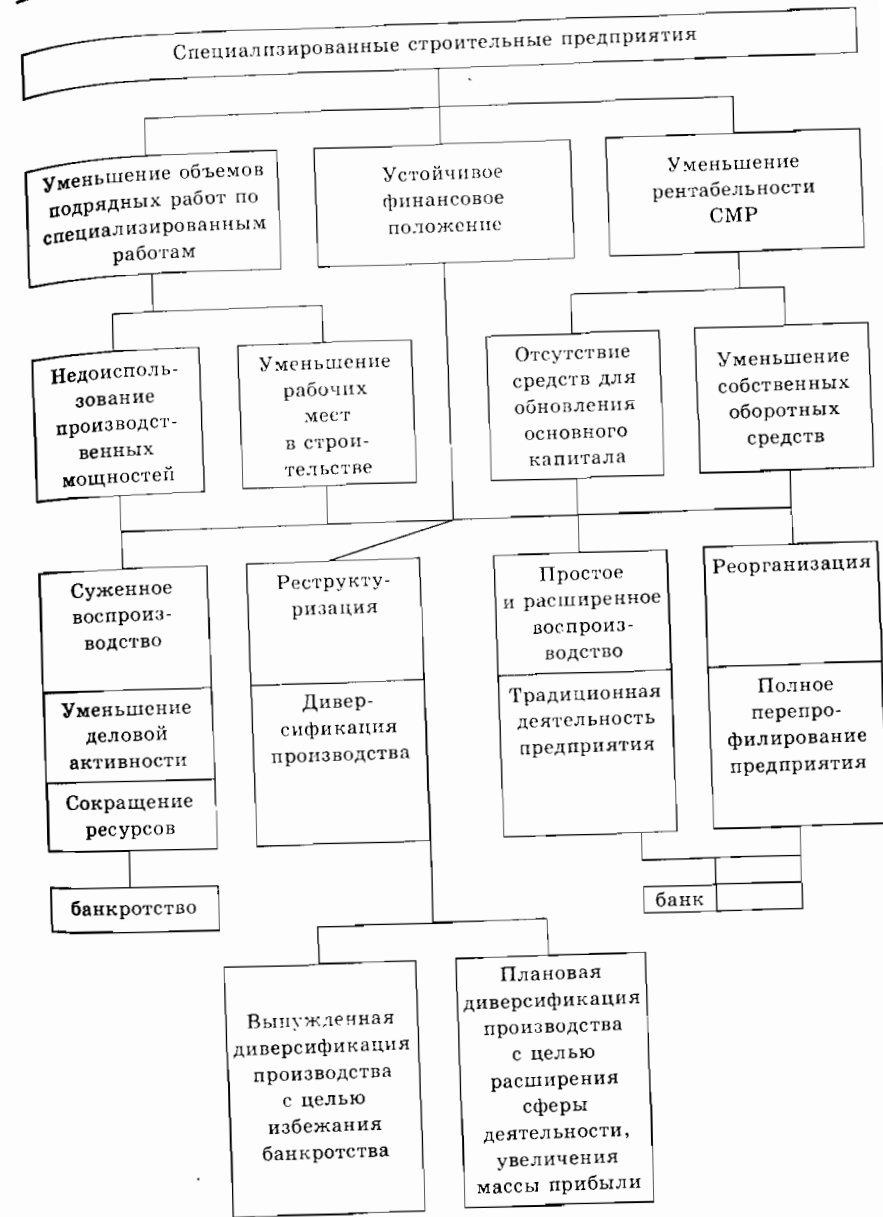 Специализированные строительные предприятия
Уменьшение объемов
подрядных работ по
специализированным
работам
Устойчивое
финансовое
положение
Уменьшение
рентабельности
СМР
Недоисполь-
зование
производст-
венных
мощностей
Уменьшение
рабочих
мест
в строи-
тельстве
Отсутствие
средств для
обновления
основного
капитала
Уменьшение
собственных
оборотных
средств
Суженное
воспроиз-
водство
Реструкту-
ризация
Простое
и расширенное
воспроиз-
водство
Реорганизация
Уменьшение
деловой
активности
Дивер-
сификация
производства
Традиционная
деятельность
предприятия
Полное
перепро-
филирование
предприятия
Сокращение
ресурсов
банкротство
банк
Вынужденная
диверсификация
производства
с целью
избежания
банкротства
Плановая
диверсификация
производства
с целью
расширения
сферы
деятельности,
увеличения
массы прибыли